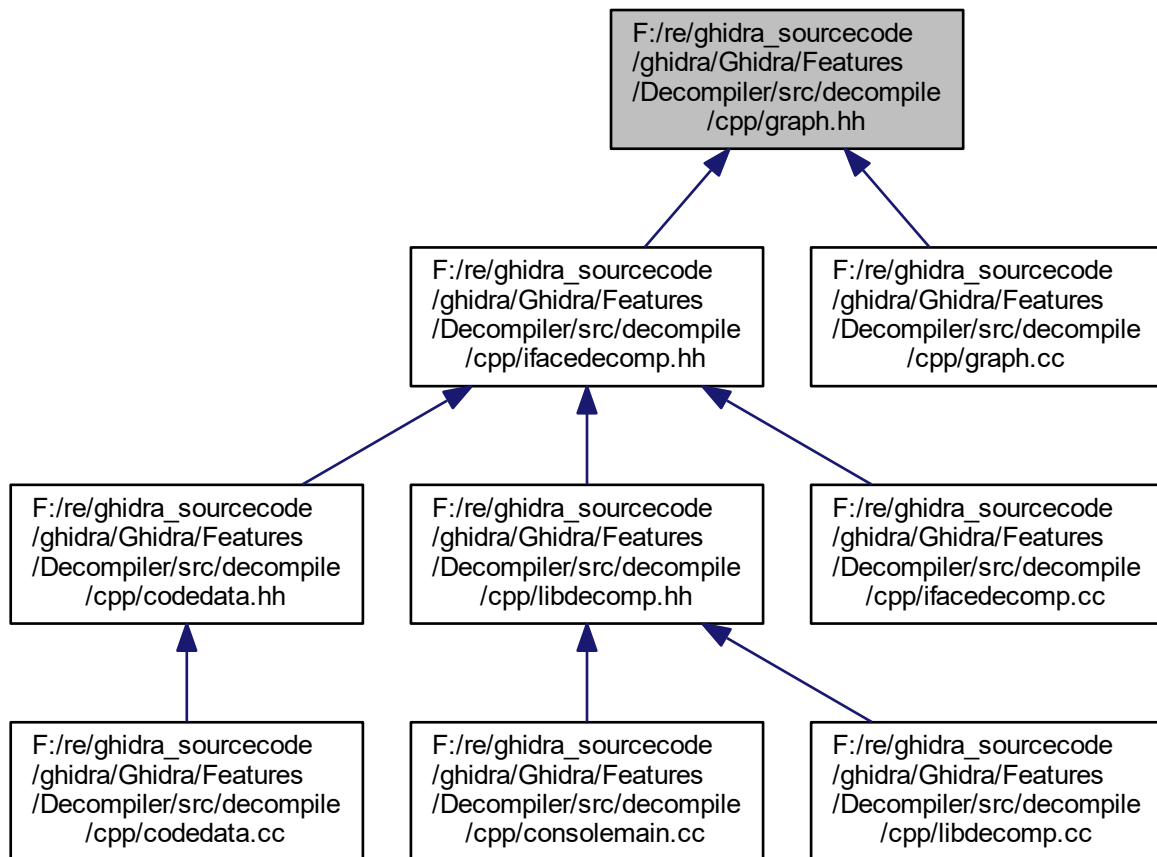 F:/re/ghidra_sourcecode
/ghidra/Ghidra/Features
/Decompiler/src/decompile
/cpp/graph.hh
F:/re/ghidra_sourcecode
/ghidra/Ghidra/Features
/Decompiler/src/decompile
/cpp/ifacedecomp.hh
F:/re/ghidra_sourcecode
/ghidra/Ghidra/Features
/Decompiler/src/decompile
/cpp/graph.cc
F:/re/ghidra_sourcecode
/ghidra/Ghidra/Features
/Decompiler/src/decompile
/cpp/codedata.hh
F:/re/ghidra_sourcecode
/ghidra/Ghidra/Features
/Decompiler/src/decompile
/cpp/libdecomp.hh
F:/re/ghidra_sourcecode
/ghidra/Ghidra/Features
/Decompiler/src/decompile
/cpp/ifacedecomp.cc
F:/re/ghidra_sourcecode
/ghidra/Ghidra/Features
/Decompiler/src/decompile
/cpp/codedata.cc
F:/re/ghidra_sourcecode
/ghidra/Ghidra/Features
/Decompiler/src/decompile
/cpp/consolemain.cc
F:/re/ghidra_sourcecode
/ghidra/Ghidra/Features
/Decompiler/src/decompile
/cpp/libdecomp.cc